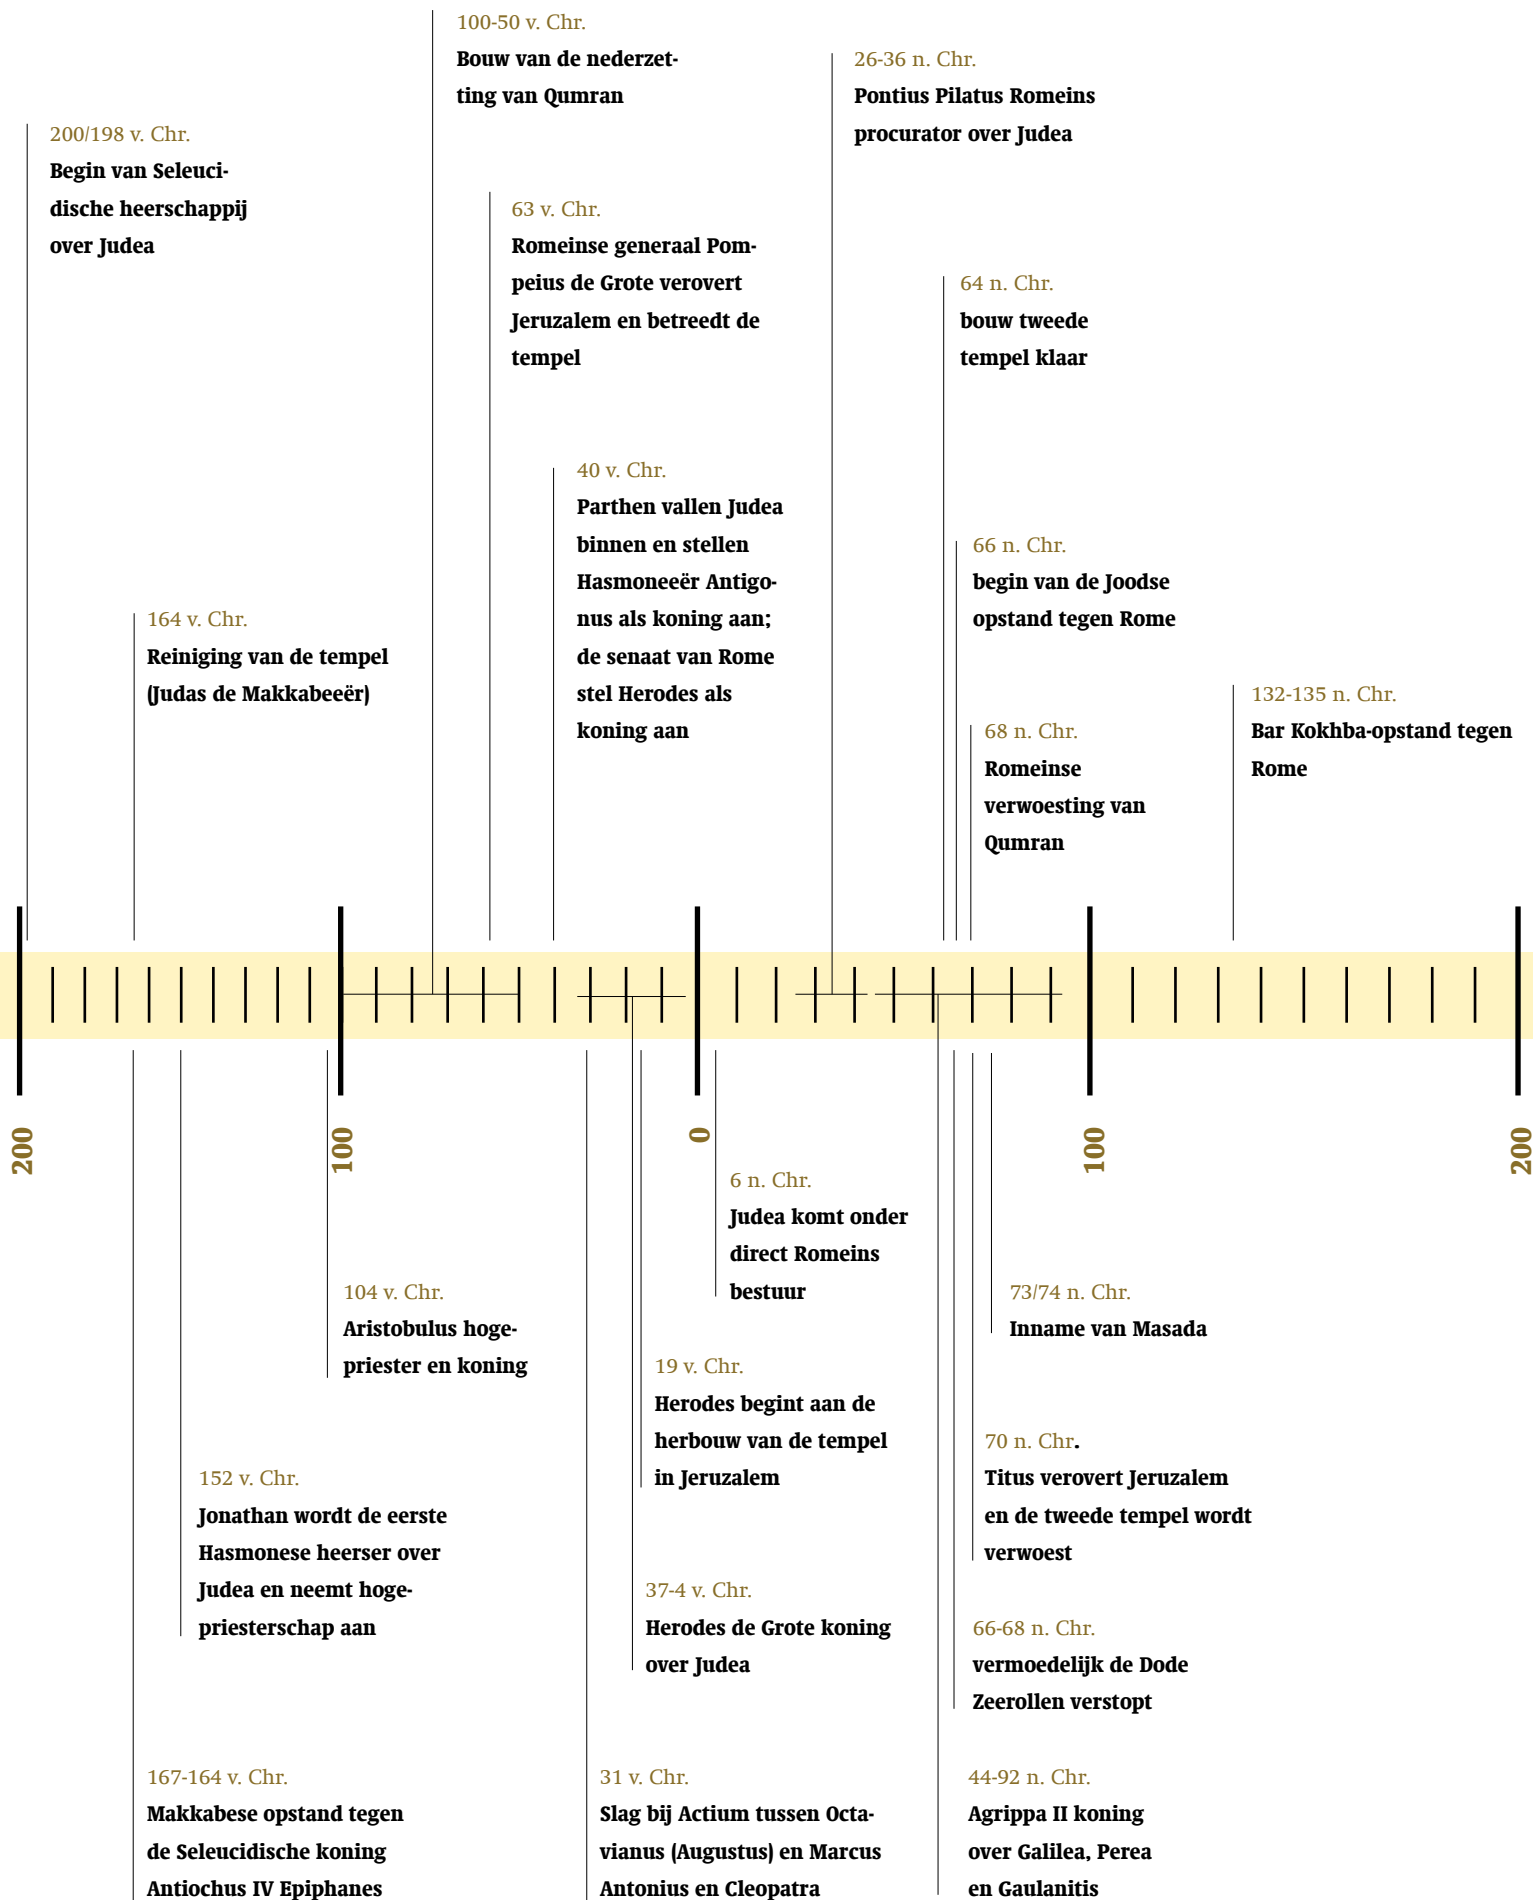 100-50 v. Chr.
Bouw van de nederzet-
ting van Qumran
26-36 n. Chr.
Pontius Pilatus Romeins
procurator over Judea
200/198 v. Chr.
Begin van Seleuci-
dische heerschappij
over Judea
63 v. Chr.
Romeinse generaal Pom-
peius de Grote verovert
Jeruzalem en betreedt de
tempel
64 n. Chr.
bouw tweede
tempel klaar
40 v. Chr.
Parthen vallen Judea
binnen en stellen
Hasmoneeër Antigo-
nus als koning aan;
de senaat van Rome
stel Herodes als
koning aan
66 n. Chr.
begin van de Joodse
opstand tegen Rome
164 v. Chr.
Reiniging van de tempel
(Judas de Makkabeeër)
132-135 n. Chr.
Bar Kokhba-opstand tegen
Rome
68 n. Chr.
Romeinse
verwoesting van
Qumran
200
100
0
100
200
6 n. Chr.
Judea komt onder
direct Romeins
bestuur
104 v. Chr.
Aristobulus hoge-
priester en koning
73/74 n. Chr.
Inname van Masada
19 v. Chr.
Herodes begint aan de
herbouw van de tempel
in Jeruzalem
70 n. Chr.
Titus verovert Jeruzalem
en de tweede tempel wordt
verwoest
152 v. Chr.
Jonathan wordt de eerste
Hasmonese heerser over
Judea en neemt hoge-
priesterschap aan
37-4 v. Chr.
Herodes de Grote koning
over Judea
66-68 n. Chr.
vermoedelijk de Dode
Zeerollen verstopt
167-164 v. Chr.
Makkabese opstand tegen
de Seleucidische koning
Antiochus IV Epiphanes
31 v. Chr.
Slag bij Actium tussen Octa-
vianus (Augustus) en Marcus
Antonius en Cleopatra
44-92 n. Chr.
Agrippa II koning
over Galilea, Perea
en Gaulanitis